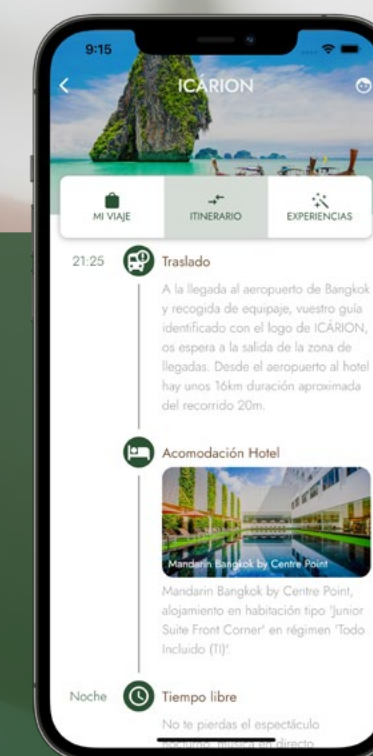 9:15
ICÁRION
MI VIAJE
ITINERARIO
EXPERIENCIAS
21:25
Traslado
A la llegada al aeropuerto de Bangkok
y recogida de equipaje, vuestro guía
identificado con el logo de ICÁRION,
os espera a la salida de la zona de
llegadas. Desde el aeropuerto al hotel
hay unos 16km duración aproximada
del recorrido 20m.
Acomodación Hotel
Mandarin Bangkok by Centre Point
Mandarin Bangkok by Centre Point,
alojamiento en habitación tipo 'Junior
Suite Front Corner' en régimen 'Todo
Incluido (TI)'.
Noche
Tiempo libre
No te pierdas el espectáculo
nocturno, música en directo